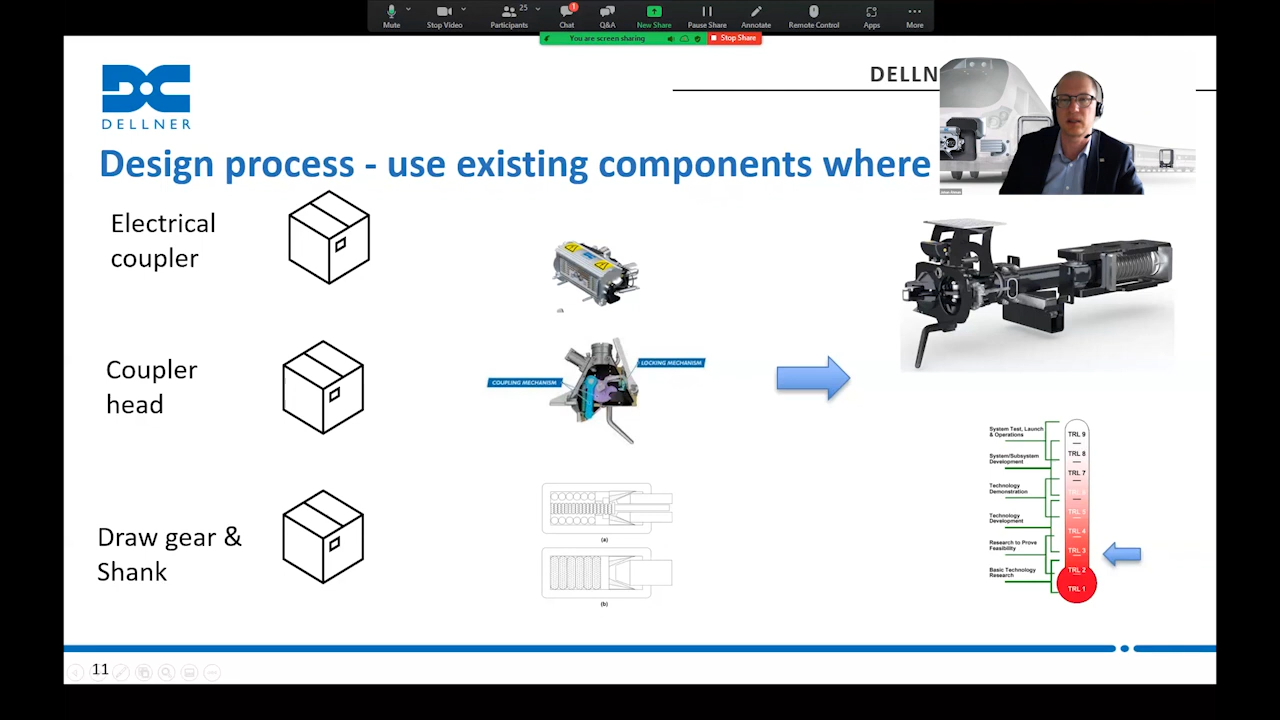 Mute
Stop Video
25
Participants
1
Chat
Q&A
New Share
Pause Share
Annotate
Remote Control
Apps
More
You are screen sharing
Stop Share
DELLN
DELLNER
Design process - use existing components where
Electrical
coupler
Coupler
head
LOCKING MECHANISM
COUPLING MECHANISM
Draw gear &
Shank
(a)
(b)
System Test, Launch
& Operations
System/Subsystem
Development
Technology
Demonstration
Technology
Development
Research to Prove
Feasibility
Basic Technology
Research
TRL 9
TRL 8
TRL 7
TRL 6
TRL 5
TRL 4
TRL 3
TRL 2
TRL 1
11